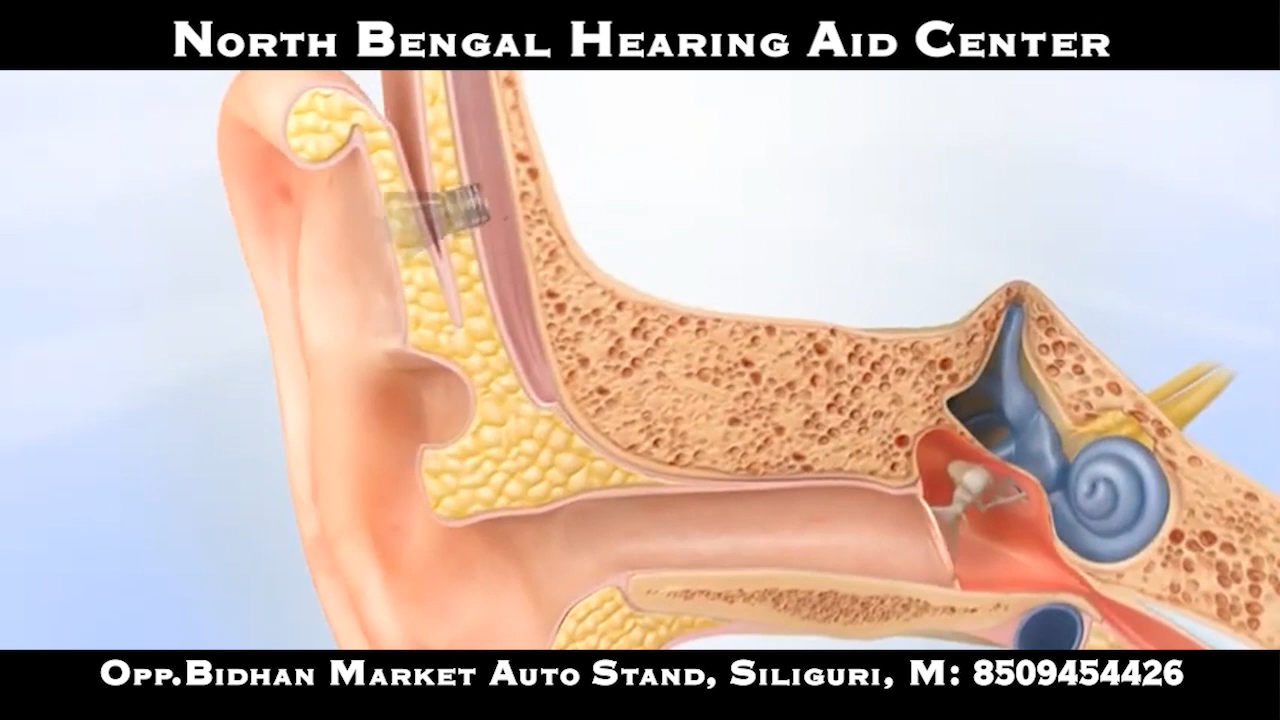 North Bengal Hearing Aid Center
Opp.Bidhan Market Auto Stand, Siliguri, M: 8509454426